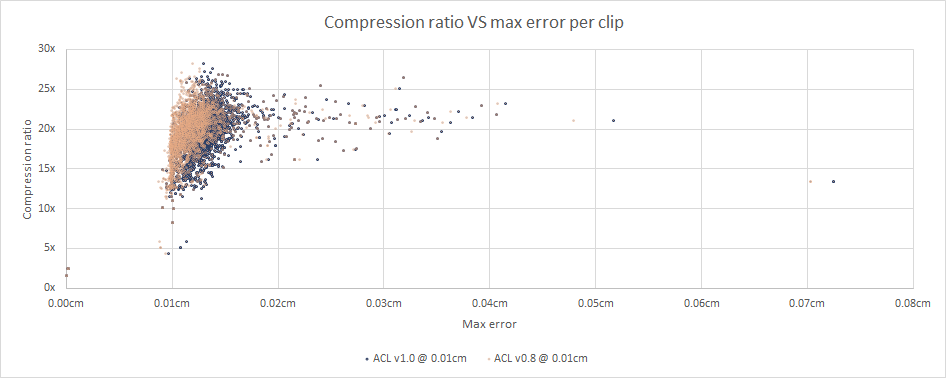 Compression ratio VS max error per clip
30x
25x
20x
15x
10x
5x
0x
Compression ratio
0.00cm 0.01cm 0.02cm 0.03cm 0.04cm 0.05cm 0.06cm 0.07cm 0.08cm
Max error
ACL v1.0 @ 0.01cm ACL v0.8 @ 0.01cm